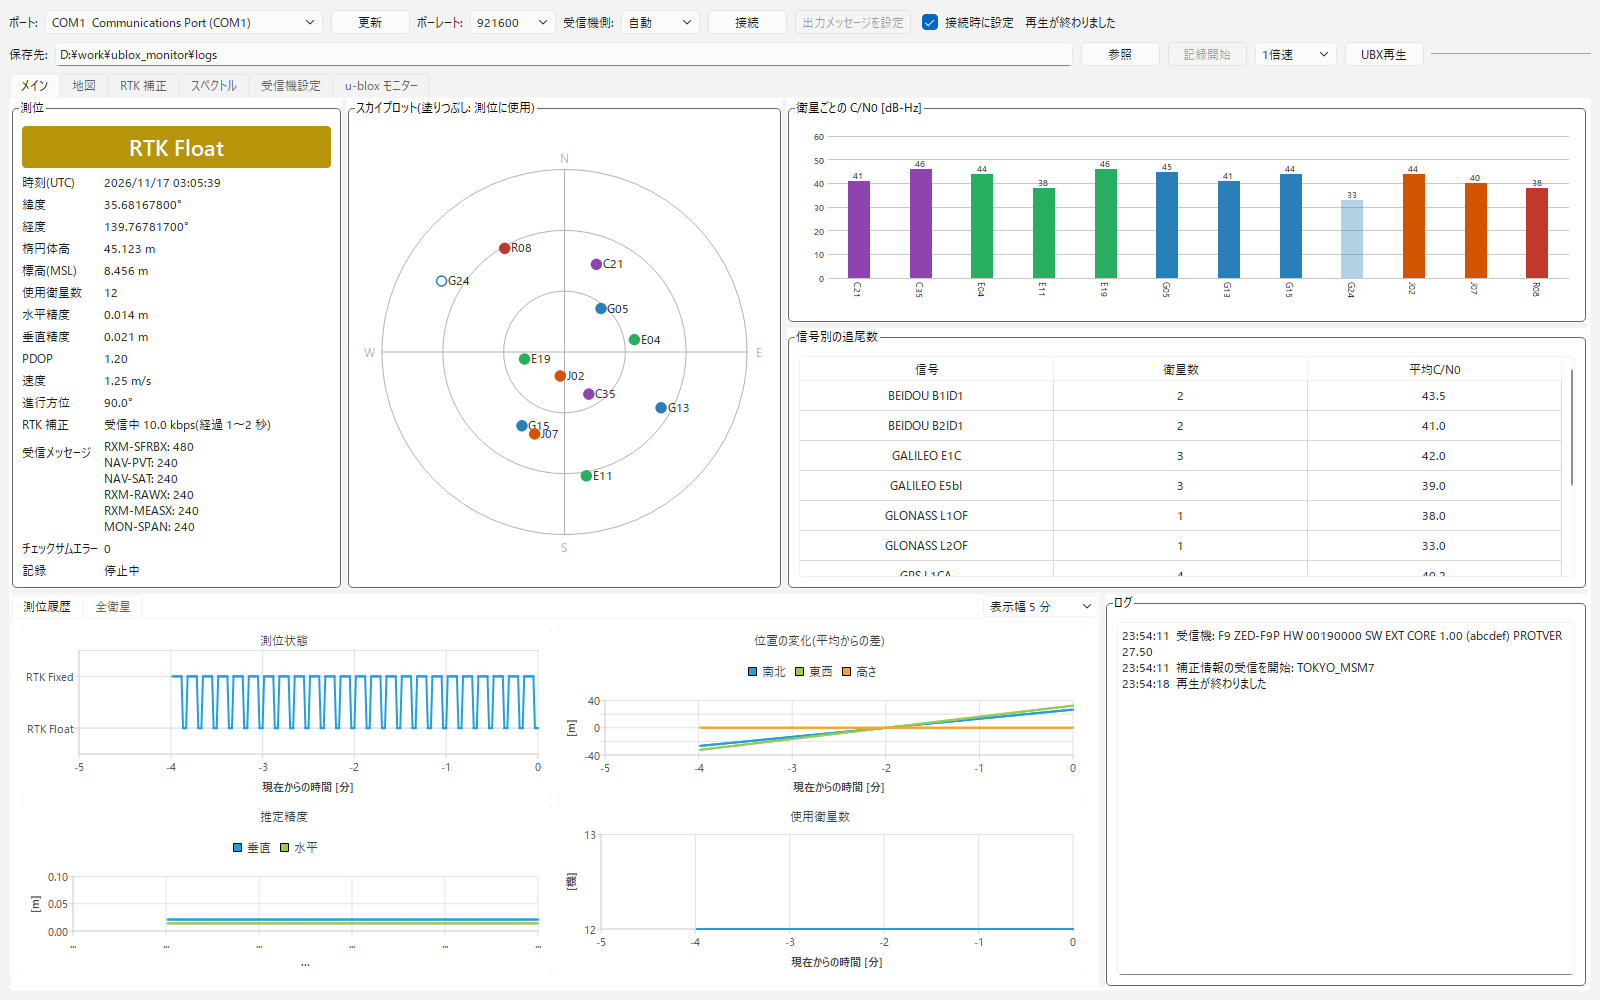 ポート: COM1 Communications Port (COM1) 更新 ボーレート: 921600 受信機側: 自動 接続 出力メッセージを設定 接続時に設定 再生が終わりました
保存先: D:¥work¥ublox_monitor¥logs 参照 記録開始 1倍速 UBX再生
メイン 地図 RTK 補正 スペクトル 受信機設定 u-blox モニター
測位
RTK Float
時刻(UTC) 2026/11/17 03:05:39
緯度 35.68167800°
経度 139.76781700°
楕円体高 45.123 m
標高(MSL) 8.456 m
使用衛星数 12
水平精度 0.014 m
垂直精度 0.021 m
PDOP 1.20
速度 1.25 m/s
進行方位 90.0°
RTK 補正 受信中 10.0 kbps(経過 1～2 秒)
受信メッセージ RXM-SFRBX: 480
NAV-PVT: 240
NAV-SAT: 240
RXM-RAWX: 240
RXM-MEASX: 240
MON-SPAN: 240
チェックサムエラー 0
記録 停止中
スカイプロット(塗りつぶし: 測位に使用)
N
R08
C21
G24
G05
E04
W
E
E19
J02
C35
G13
G15
J07
E11
S
衛星ごとの C/N0 [dB-Hz]
60
50
40
30
20
10
0
41 46 44 38 46 45 41 44 33 44 40 38
C21 C35 E04 E11 E19 G05 G13 G15 G24 J02 J07 R08
信号別の追尾数
信号 衛星数 平均C/N0
BEIDOU B1ID1 2 43.5
BEIDOU B2ID1 2 41.0
GALILEO E1C 3 42.0
GALILEO E5bI 3 39.0
GLONASS L1OF 1 38.0
GLONASS L2OF 1 33.0
GPS L1CA 4 40.2
測位履歴 全衛星 表示幅 5 分
測位状態
RTK Fixed
RTK Float
-5 -4 -3 -2 -1 0
現在からの時間 [分]
位置の変化(平均からの差)
南北 東西 高さ
[m]
40
0
-40
-5 -4 -3 -2 -1 0
現在からの時間 [分]
推定精度
垂直 水平
[m]
0.10
0.05
0.00
... ... ... ... ... ...
...
使用衛星数
[機]
13
12
-5 -4 -3 -2 -1 0
現在からの時間 [分]
ログ
23:54:11 受信機: F9 ZED-F9P HW 00190000 SW EXT CORE 1.00 (abcdef) PROTVER
27.50
23:54:11 補正情報の受信を開始: TOKYO_MSM7
23:54:18 再生が終わりました